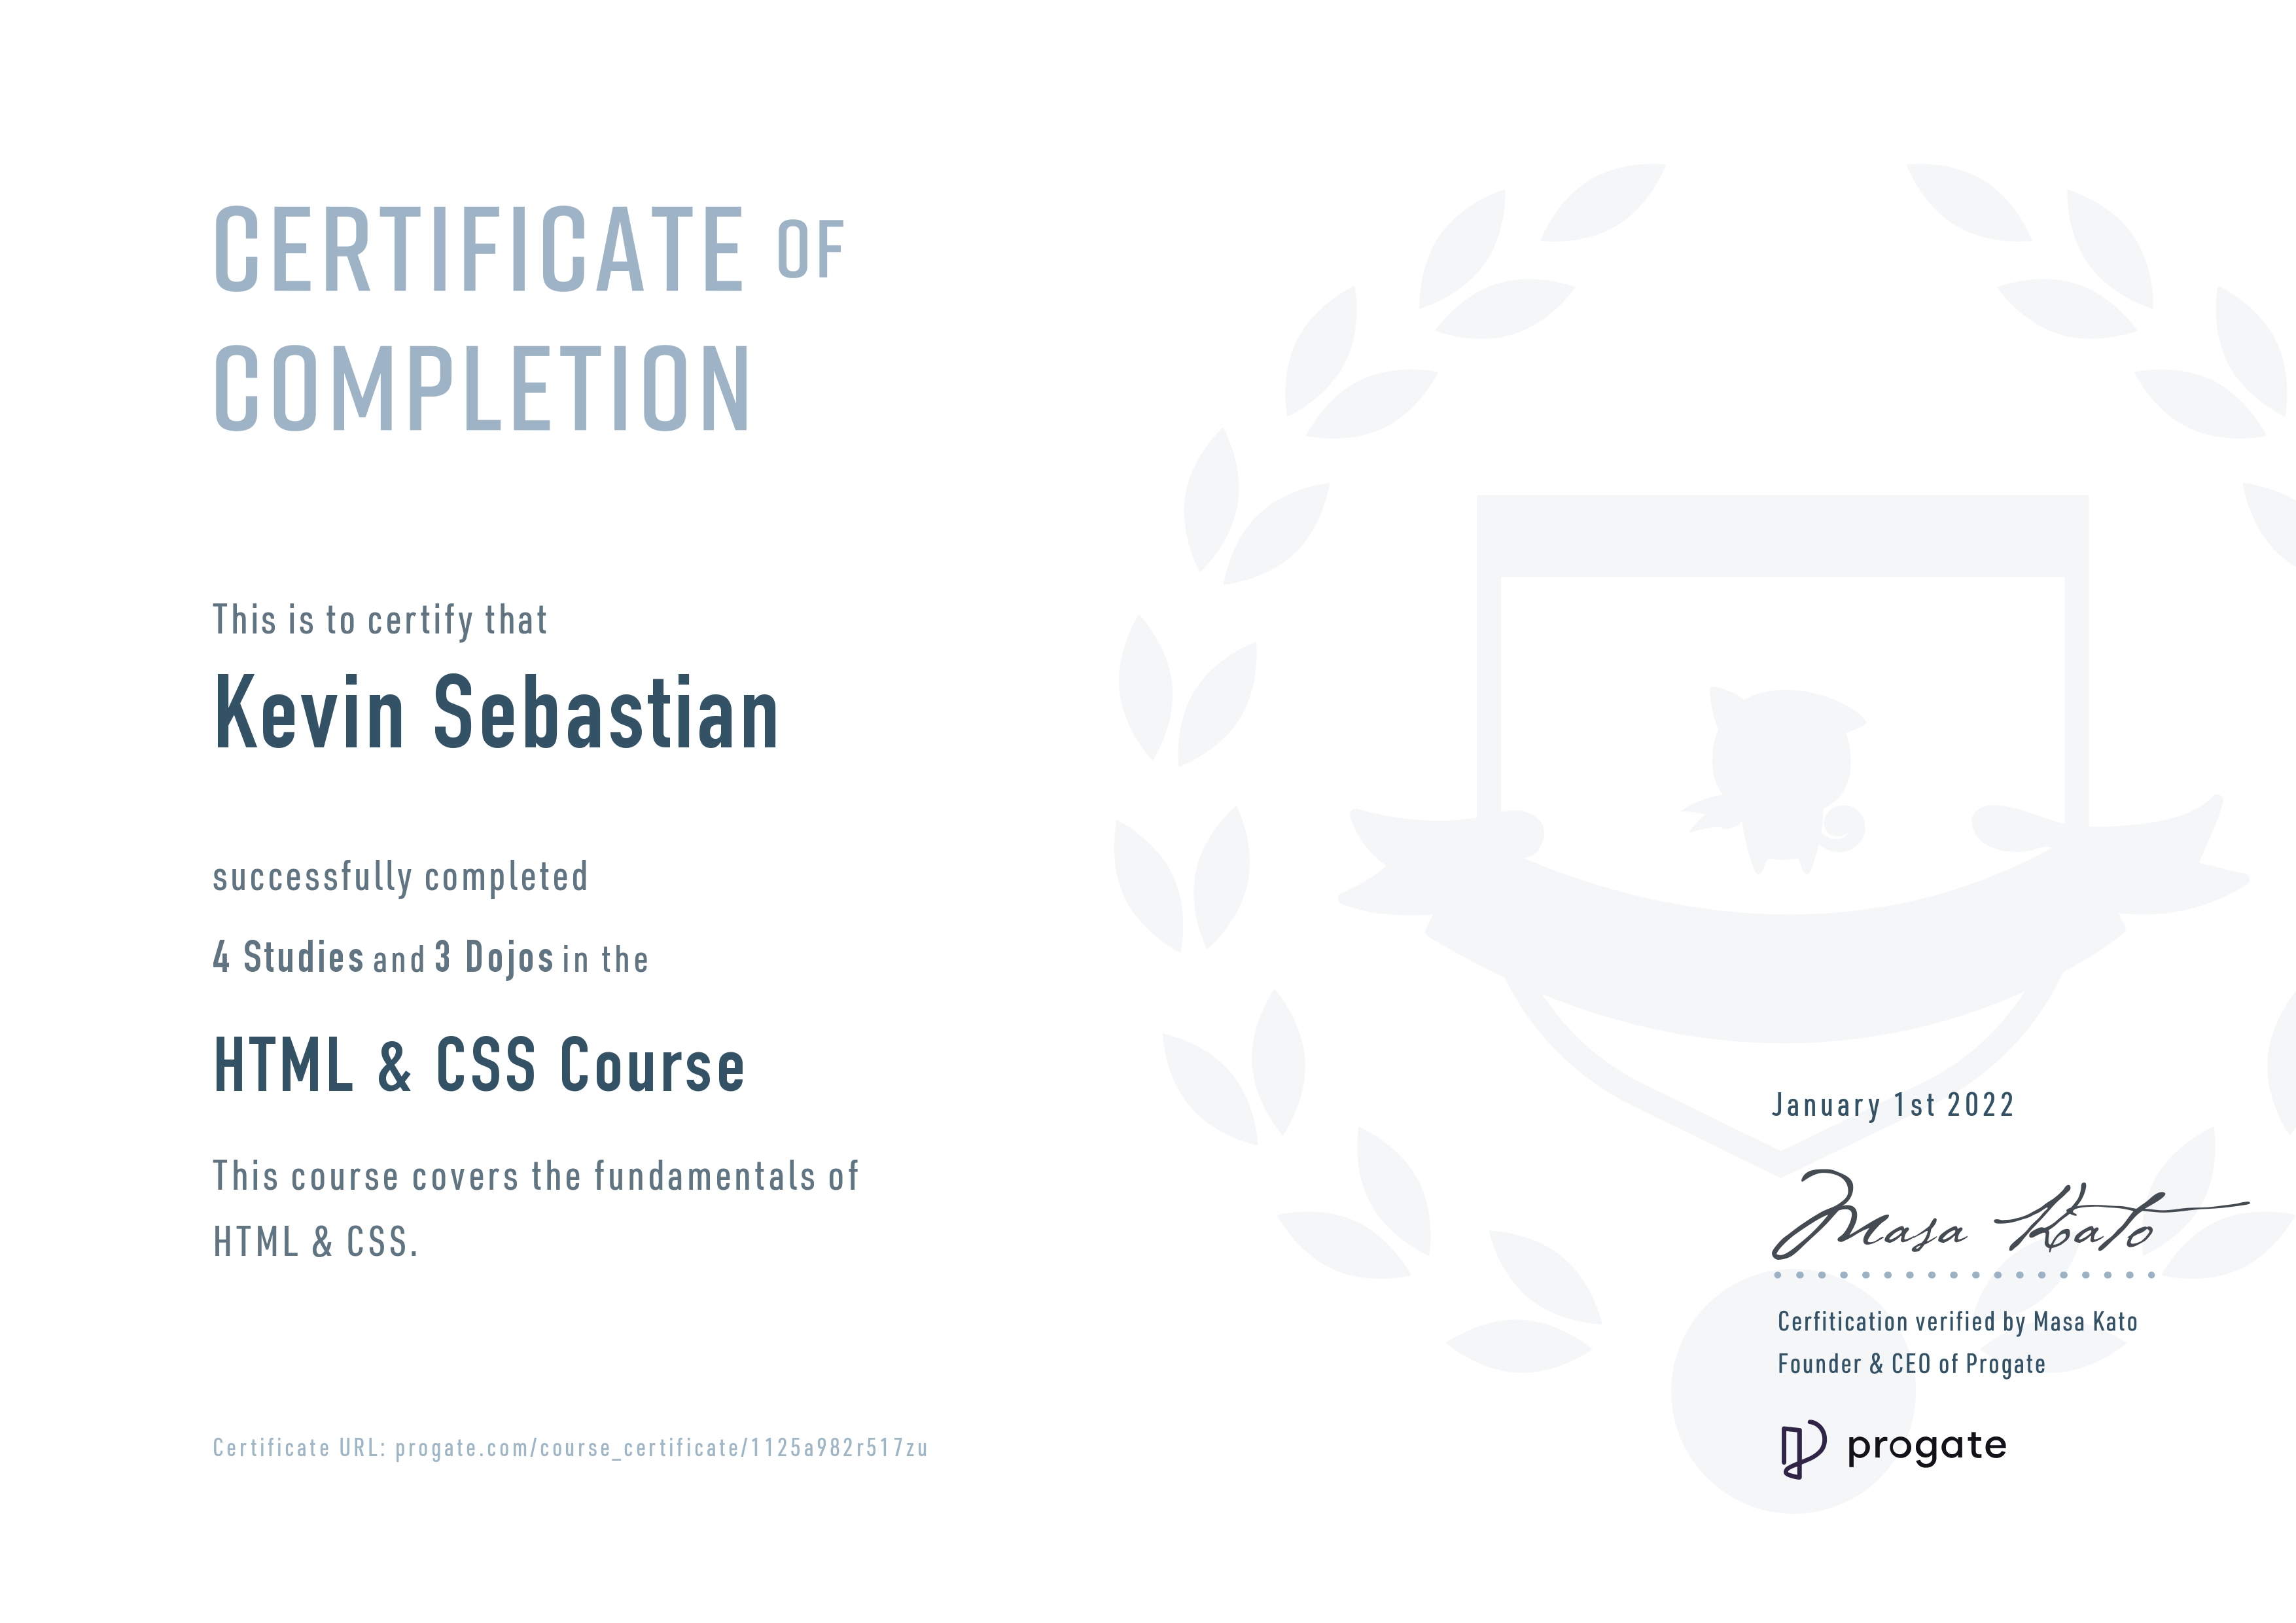 CERTIFICATE OF
COMPLETION
This is to certify that
Kevin Sebastian
successfully completed
4 Studies and 3 Dojos in the
HTML & CSS Course
This course covers the fundamentals of
HTML & CSS.
Certificate URL: progate.com/course_certificate/1125a982r517zu
January 1st 2022
Masa Kato
Cerfitication verified by Masa Kato
Founder & CEO of Progate
progate